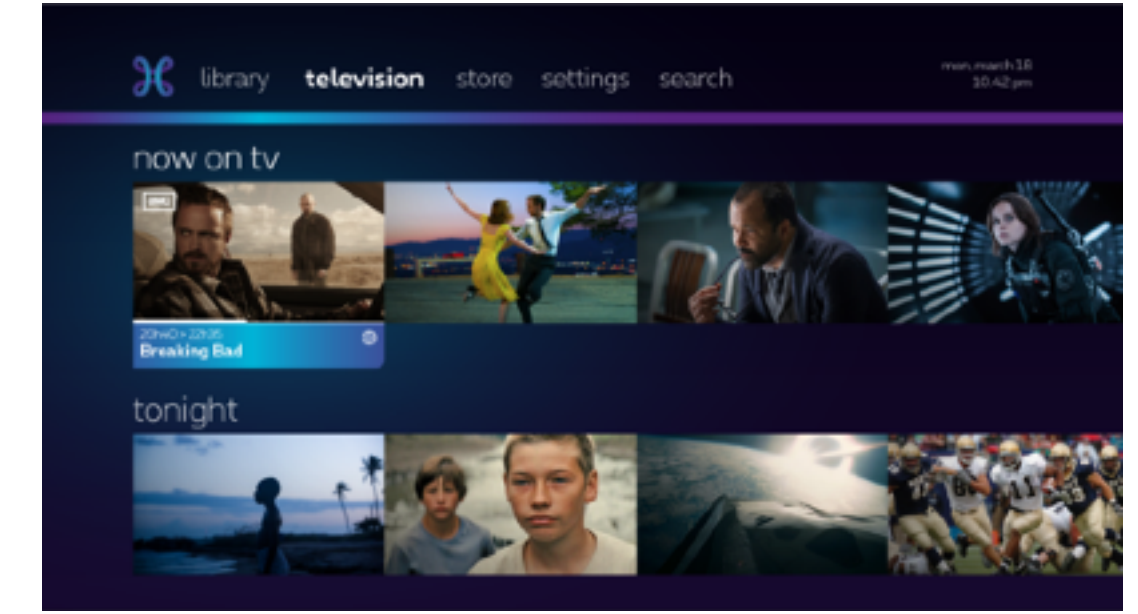 library television store settings search
mon. march 18
10.42 pm
now on tv
Breaking Bad
tonight